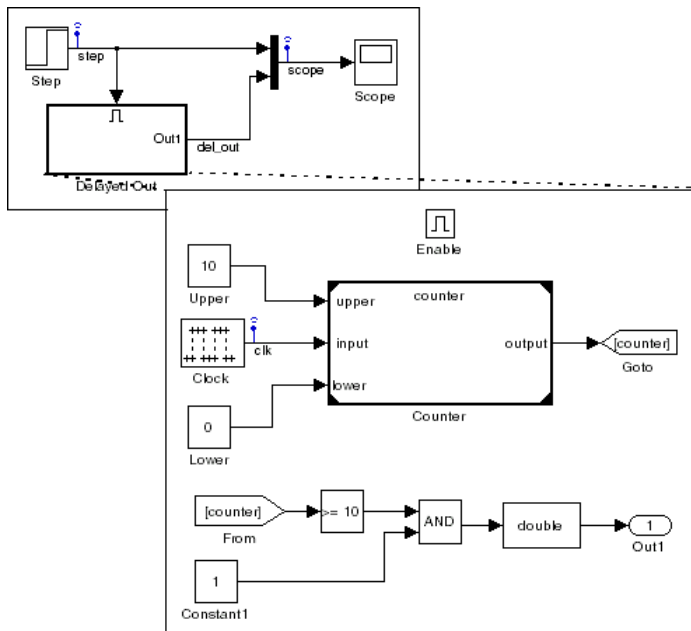 step
scope
Step
Scope
Out1
del_out
Delayed Out
Enable
10
Upper
upper
counter
input
output
clk
[counter]
Clock
Goto
lower
Counter
0
Lower
[counter]
>= 10
AND
double
1
From
Out1
1
Constant1